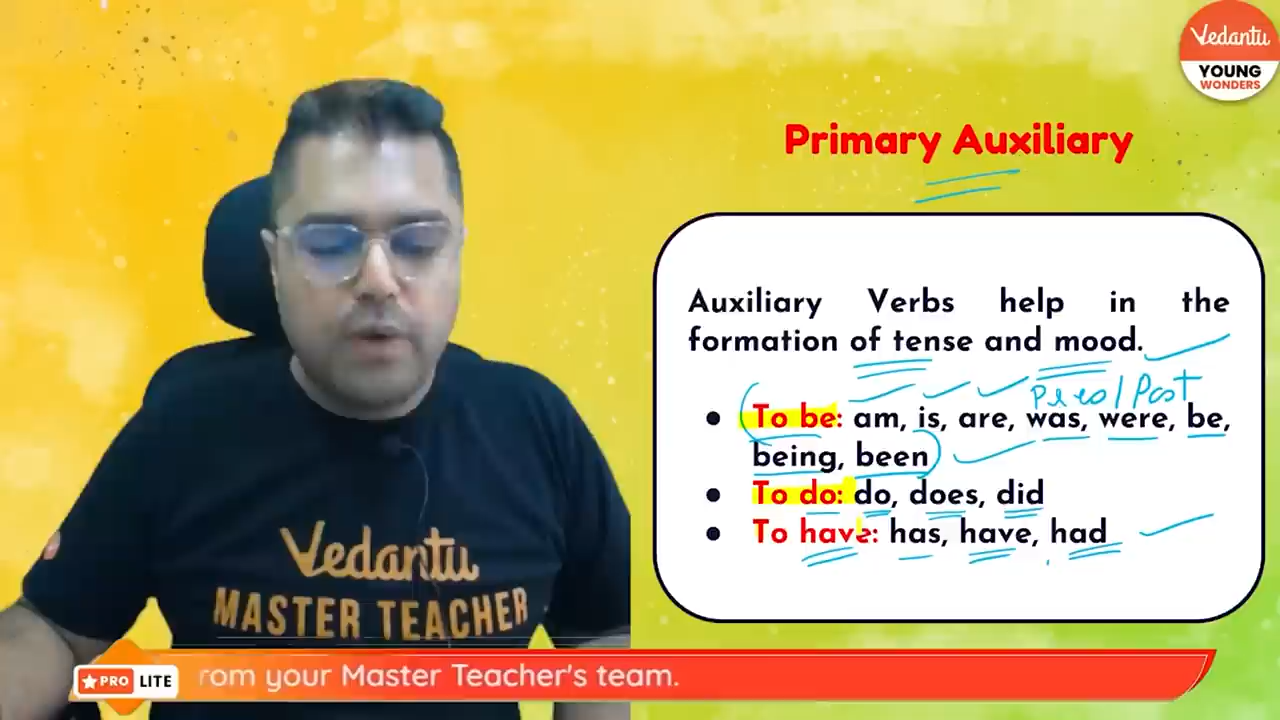 Vedantu
YOUNG
WONDERS
Primary Auxiliary
Auxiliary Verbs help in the
formation of tense and mood.
Pres/Past
• To be: am, is, are, was, were, be,
being, been
• To do: do, does, did
• To have: has, have, had
Vedantu
MASTER TEACHER
PRO LITE
rom your Master Teacher's team.